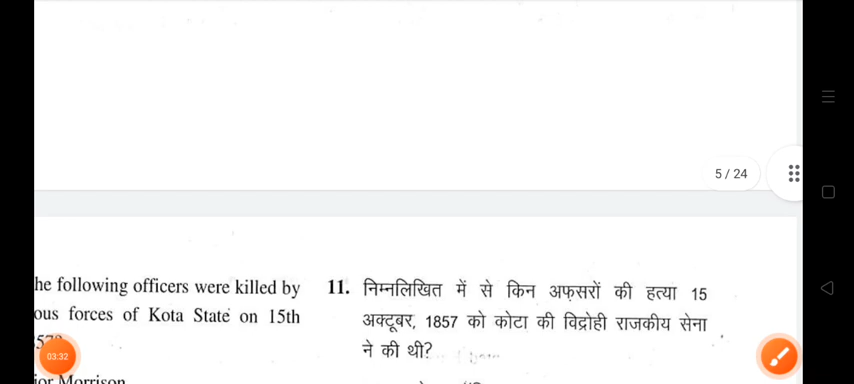 5 / 24
he following officers were killed by
ous forces of Kota State on 15th
03:32
ior Morrison
11. निम्नलिखित में से किन अफ़सरों की हत्या 15
अक्टूबर, 1857 को कोटा की विद्रोही राजकीय सेना
ने की थी?